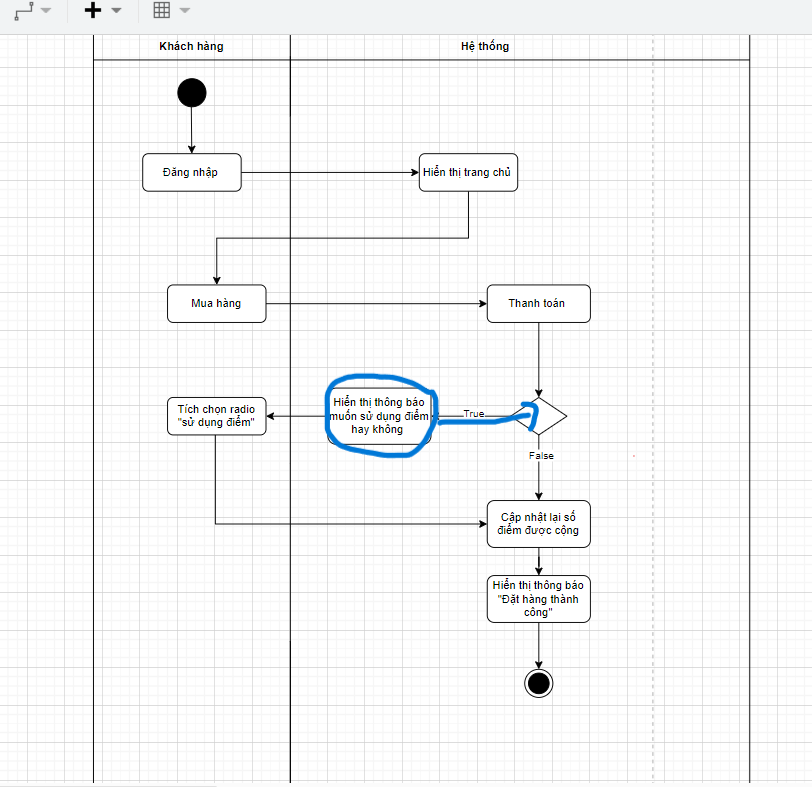 Khách hàng
Hệ thống
Đăng nhập
Hiển thị trang chủ
Mua hàng
Thanh toán
Tích chọn radio
"sử dụng điểm"
Hiển thị thông báo
muốn sử dụng điểm
hay không
True
False
Cập nhật lại số
điểm được cộng
Hiển thị thông báo
"Đặt hàng thành
công"